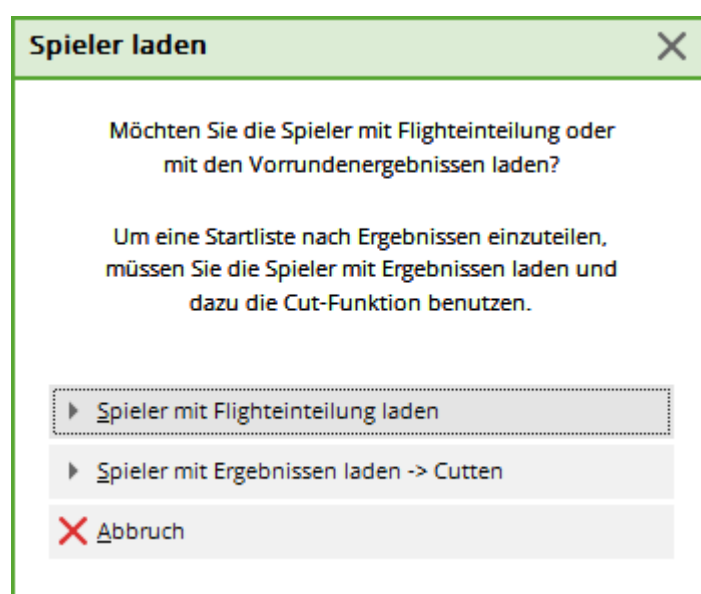 Spieler laden
Möchten Sie die Spieler mit Flighteinteilung oder
mit den Vorrundenergebnissen laden?
Um eine Startliste nach Ergebnissen einzuteilen,
müssen Sie die Spieler mit Ergebnissen laden und
dazu die Cut-Funktion benutzen.
Spieler mit Flighteinteilung laden
Spieler mit Ergebnissen laden -> Cutten
Abbruch